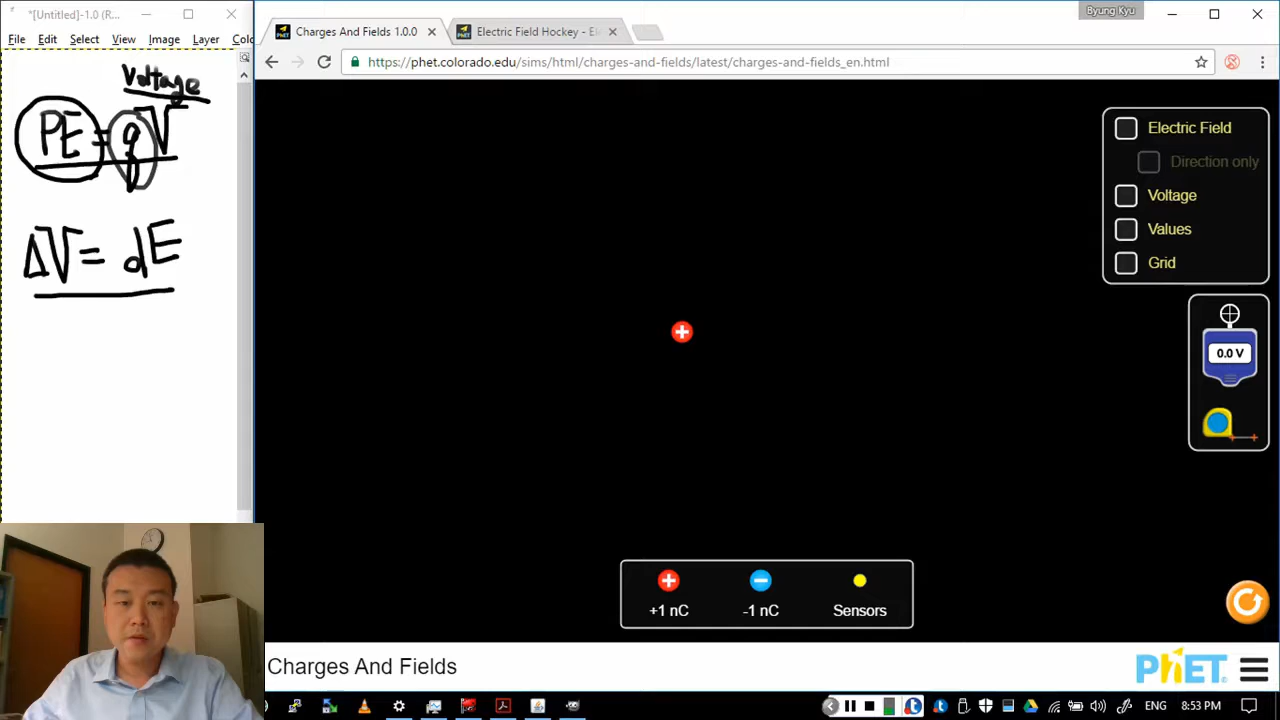 *[Untitled]-1.0 (R...
File Edit Select View Image Layer Colo
Voltage
PE = qV
ΔV = dE
Byung Kyu
Charges And Fields 1.0.0
Electric Field Hockey - El
https://phet.colorado.edu/sims/html/charges-and-fields/latest/charges-and-fields_en.html
Electric Field
Direction only
Voltage
Values
Grid
0.0 V
+1 nC
-1 nC
Sensors
Charges And Fields
PhET
ENG 8:53 PM